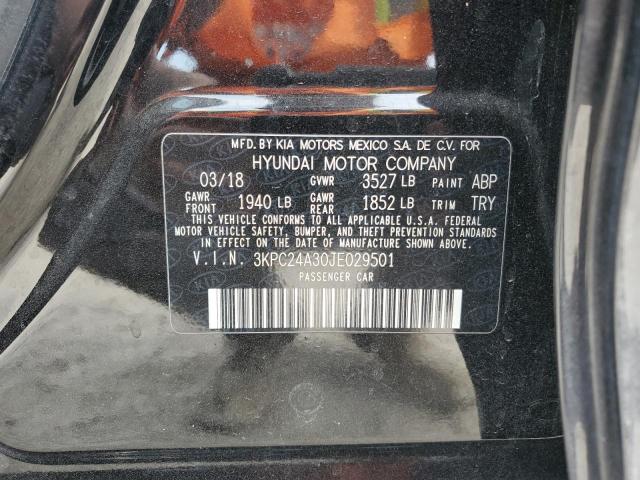 MFD. BY KIA MOTORS MEXICO S.A. DE C.V. FOR
HYUNDAI MOTOR COMPANY
03/18 GVWR 3527 LB PAINT ABP
GAWR FRONT 1940 LB GAWR REAR 1852 LB TRIM TRY
THIS VEHICLE CONFORMS TO ALL APPLICABLE U.S.A. FEDERAL
MOTOR VEHICLE SAFETY, BUMPER, AND THEFT PREVENTION STANDARDS
IN EFFECT ON THE DATE OF MANUFACTURE SHOWN ABOVE.
V.I.N. 3KPC24A30JE029501
PASSENGER CAR